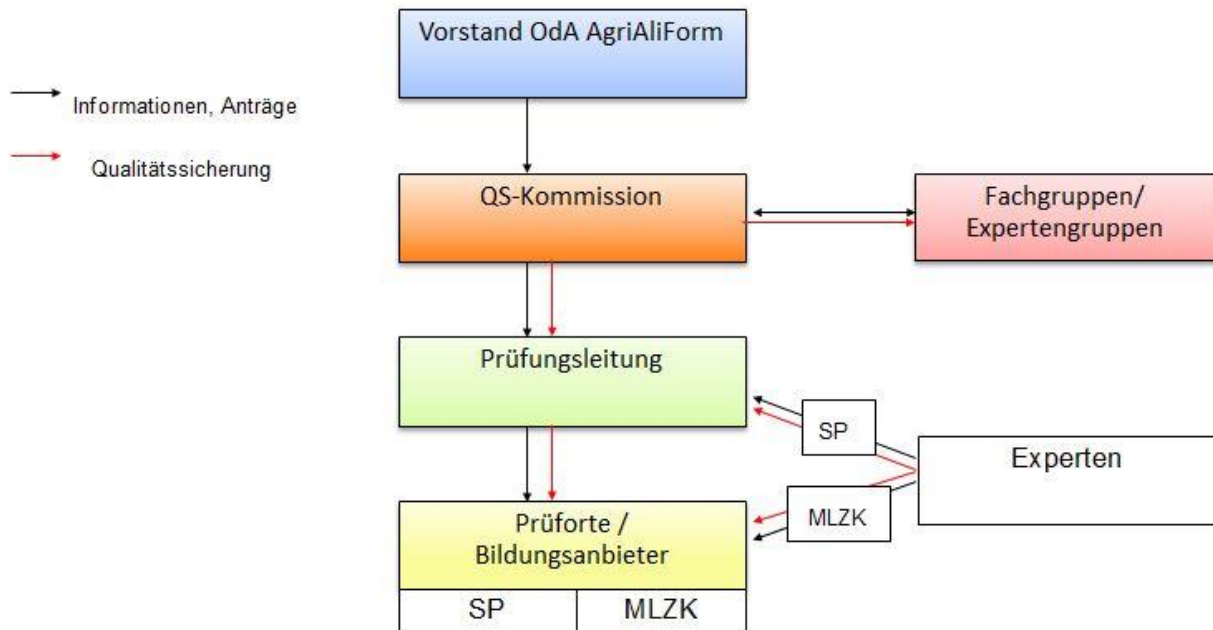 Vorstand OdA AgriAliForm
Informationen, Anträge
Qualitätssicherung
QS-Kommission
Fachgruppen/
Expertengruppen
Prüfungsleitung
SP
Experten
MLZK
Prüforte /
Bildungsanbieter
SP
MLZK